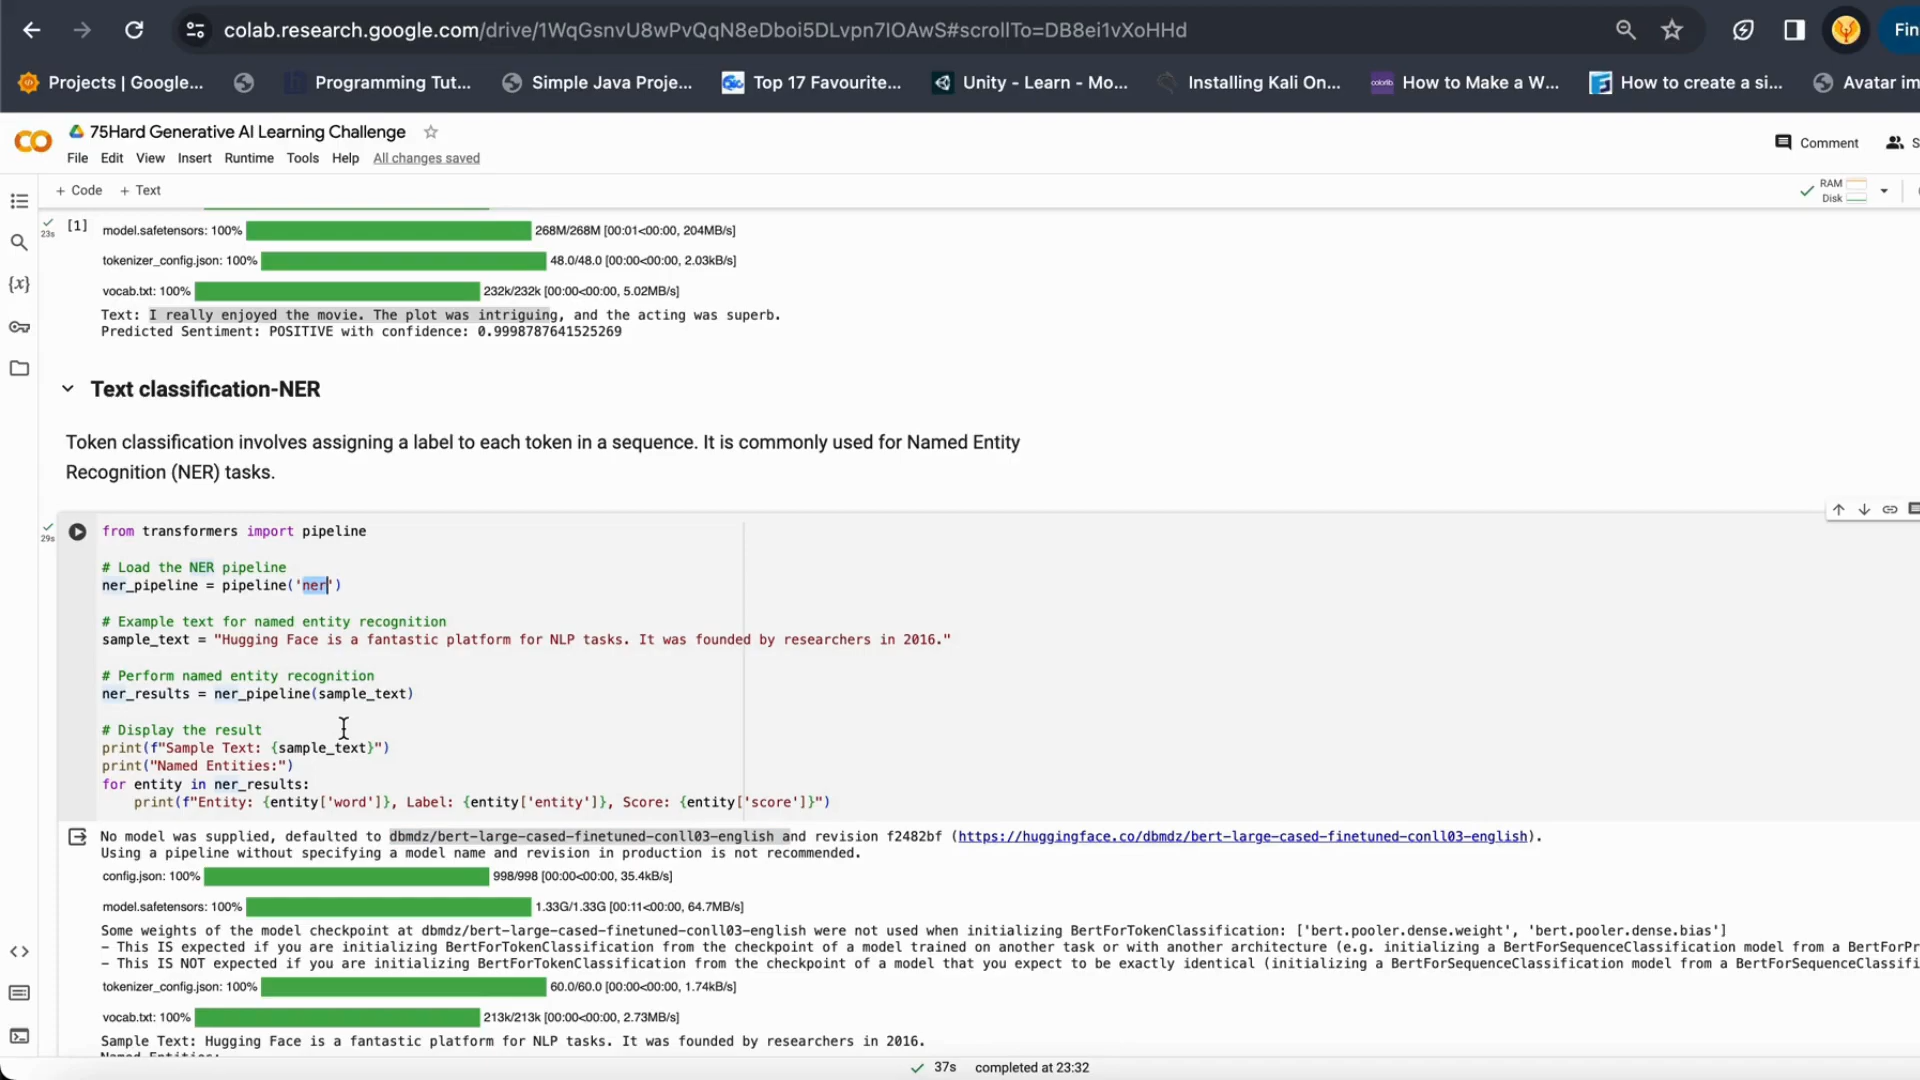 colab.research.google.com/drive/1WqGsnvU8wPvQqN8eDboi5DLvpn7IOAwS#scrollTo=DB8ei1vXoHHd
Fin
Projects | Google...
Programming Tut...
Simple Java Proje...
Top 17 Favourite...
Unity - Learn - Mo...
Installing Kali On...
How to Make a W...
How to create a si...
Avatar im
75Hard Generative AI Learning Challenge
Comment
S
File Edit View Insert Runtime Tools Help All changes saved
+ Code + Text
RAM
Disk
[1]
23s
model.safetensors: 100% 268M/268M [00:01<00:00, 204MB/s]
tokenizer_config.json: 100% 48.0/48.0 [00:00<00:00, 2.03kB/s]
vocab.txt: 100% 232k/232k [00:00<00:00, 5.02MB/s]
Text: I really enjoyed the movie. The plot was intriguing, and the acting was superb.
Predicted Sentiment: POSITIVE with confidence: 0.9998787641525269
Text classification-NER
Token classification involves assigning a label to each token in a sequence. It is commonly used for Named Entity
Recognition (NER) tasks.
29s
from transformers import pipeline
# Load the NER pipeline
ner_pipeline = pipeline('ner')
# Example text for named entity recognition
sample_text = "Hugging Face is a fantastic platform for NLP tasks. It was founded by researchers in 2016."
# Perform named entity recognition
ner_results = ner_pipeline(sample_text)
# Display the result
print(f"Sample Text: {sample_text}")
print("Named Entities:")
for entity in ner_results:
    print(f"Entity: {entity['word']}, Label: {entity['entity']}, Score: {entity['score']}")
No model was supplied, defaulted to dbmdz/bert-large-cased-finetuned-conll03-english and revision f2482bf (https://huggingface.co/dbmdz/bert-large-cased-finetuned-conll03-english).
Using a pipeline without specifying a model name and revision in production is not recommended.
config.json: 100% 998/998 [00:00<00:00, 35.4kB/s]
model.safetensors: 100% 1.33G/1.33G [00:11<00:00, 64.7MB/s]
Some weights of the model checkpoint at dbmdz/bert-large-cased-finetuned-conll03-english were not used when initializing BertForTokenClassification: ['bert.pooler.dense.weight', 'bert.pooler.dense.bias']
- This IS expected if you are initializing BertForTokenClassification from the checkpoint of a model trained on another task or with another architecture (e.g. initializing a BertForSequenceClassification model from a BertForPr
- This IS NOT expected if you are initializing BertForTokenClassification from the checkpoint of a model that you expect to be exactly identical (initializing a BertForSequenceClassification model from a BertForSequenceClassifi
tokenizer_config.json: 100% 60.0/60.0 [00:00<00:00, 1.74kB/s]
vocab.txt: 100% 213k/213k [00:00<00:00, 2.73MB/s]
Sample Text: Hugging Face is a fantastic platform for NLP tasks. It was founded by researchers in 2016.
Named Entities:
37s completed at 23:32